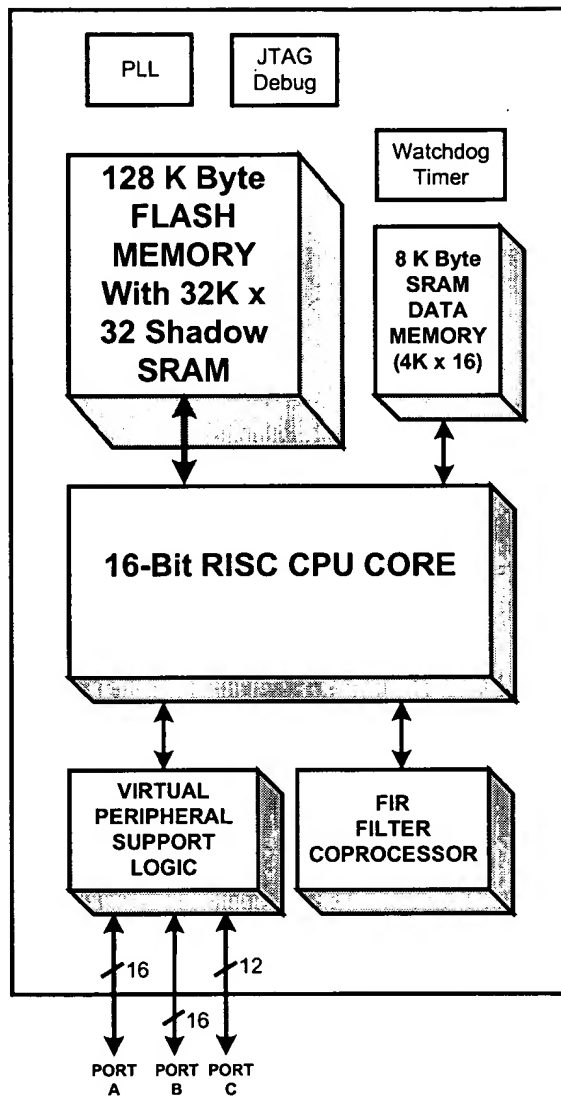 PLL
JTAG
Debug
Watchdog
Timer
128 K Byte
FLASH
MEMORY
With 32K x
32 Shadow
SRAM
8 K Byte
SRAM
DATA
MEMORY
(4K x 16)
16-Bit RISC CPU CORE
VIRTUAL
PERIPHERAL
SUPPORT
LOGIC
FIR
FILTER
COPROCESSOR
16
16
12
PORT
A
PORT
B
PORT
C